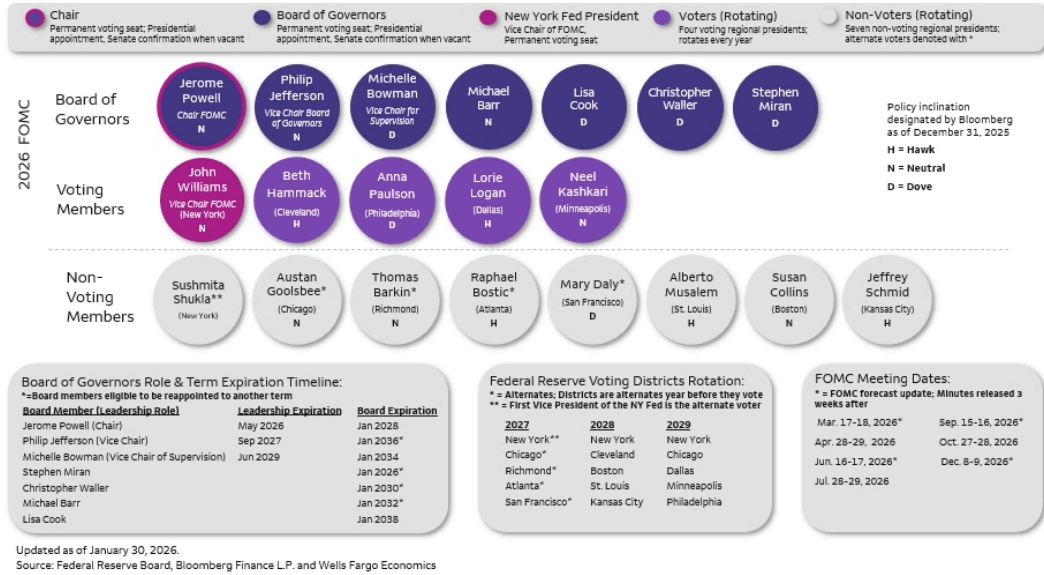 Chair
Permanent voting seat; Presidential
appointment, Senate confirmation when vacant
Board of Governors
Permanent voting seat; Presidential
appointment, Senate confirmation when vacant
New York Fed President
Vice Chair of FOMC,
Permanent voting seat
Voters (Rotating)
Four voting regional presidents;
rotates every year
Non-Voters (Rotating)
Seven non-voting regional presidents;
alternate voters denoted with *
2026 FOMC
Board of
Governors
Jerome
Powell
Chair FOMC
N
Philip
Jefferson
Vice Chair Board
of Governors
N
Michelle
Bowman
Vice Chair for
Supervision
D
Michael
Barr
N
Lisa
Cook
D
Christopher
Waller
D
Stephen
Miran
D
Policy inclination
designated by Bloomberg
as of December 31, 2025
H = Hawk
N = Neutral
D = Dove
Voting
Members
John
Williams
Vice Chair FOMC
(New York)
N
Beth
Hammack
(Cleveland)
H
Anna
Paulson
(Philadelphia)
D
Lorie
Logan
(Dallas)
H
Neel
Kashkari
(Minneapolis)
N
Non-
Voting
Members
Sushmita
Shukla**
(New York)
Austan
Goolsbee*
(Chicago)
N
Thomas
Barkin*
(Richmond)
N
Raphael
Bostic*
(Atlanta)
H
Mary Daly*
(San Francisco)
D
Alberto
Musalem
(St. Louis)
H
Susan
Collins
(Boston)
N
Jeffrey
Schmid
(Kansas City)
H
Board of Governors Role & Term Expiration Timeline:
*=Board members eligible to be reappointed to another term
Board Member (Leadership Role) Leadership Expiration Board Expiration
Jerome Powell (Chair) May 2026 Jan 2028
Philip Jefferson (Vice Chair) Sep 2027 Jan 2036*
Michelle Bowman (Vice Chair of Supervision) Jun 2029 Jan 2034
Stephen Miran Jan 2026*
Christopher Waller Jan 2030*
Michael Barr Jan 2032*
Lisa Cook Jan 2038
Federal Reserve Voting Districts Rotation:
* = Alternates; Districts are alternates year before they vote
** = First Vice President of the NY Fed is the alternate voter
2027 2028 2029
New York** New York New York
Chicago* Cleveland Chicago
Richmond* Boston Dallas
Atlanta* St. Louis Minneapolis
San Francisco* Kansas City Philadelphia
FOMC Meeting Dates:
* = FOMC forecast update; Minutes released 3
weeks after
Mar. 17-18, 2026* Sep. 15-16, 2026*
Apr. 28-29, 2026 Oct. 27-28, 2026
Jun. 16-17, 2026* Dec. 8-9, 2026*
Jul. 28-29, 2026
Updated as of January 30, 2026.
Source: Federal Reserve Board, Bloomberg Finance L.P. and Wells Fargo Economics